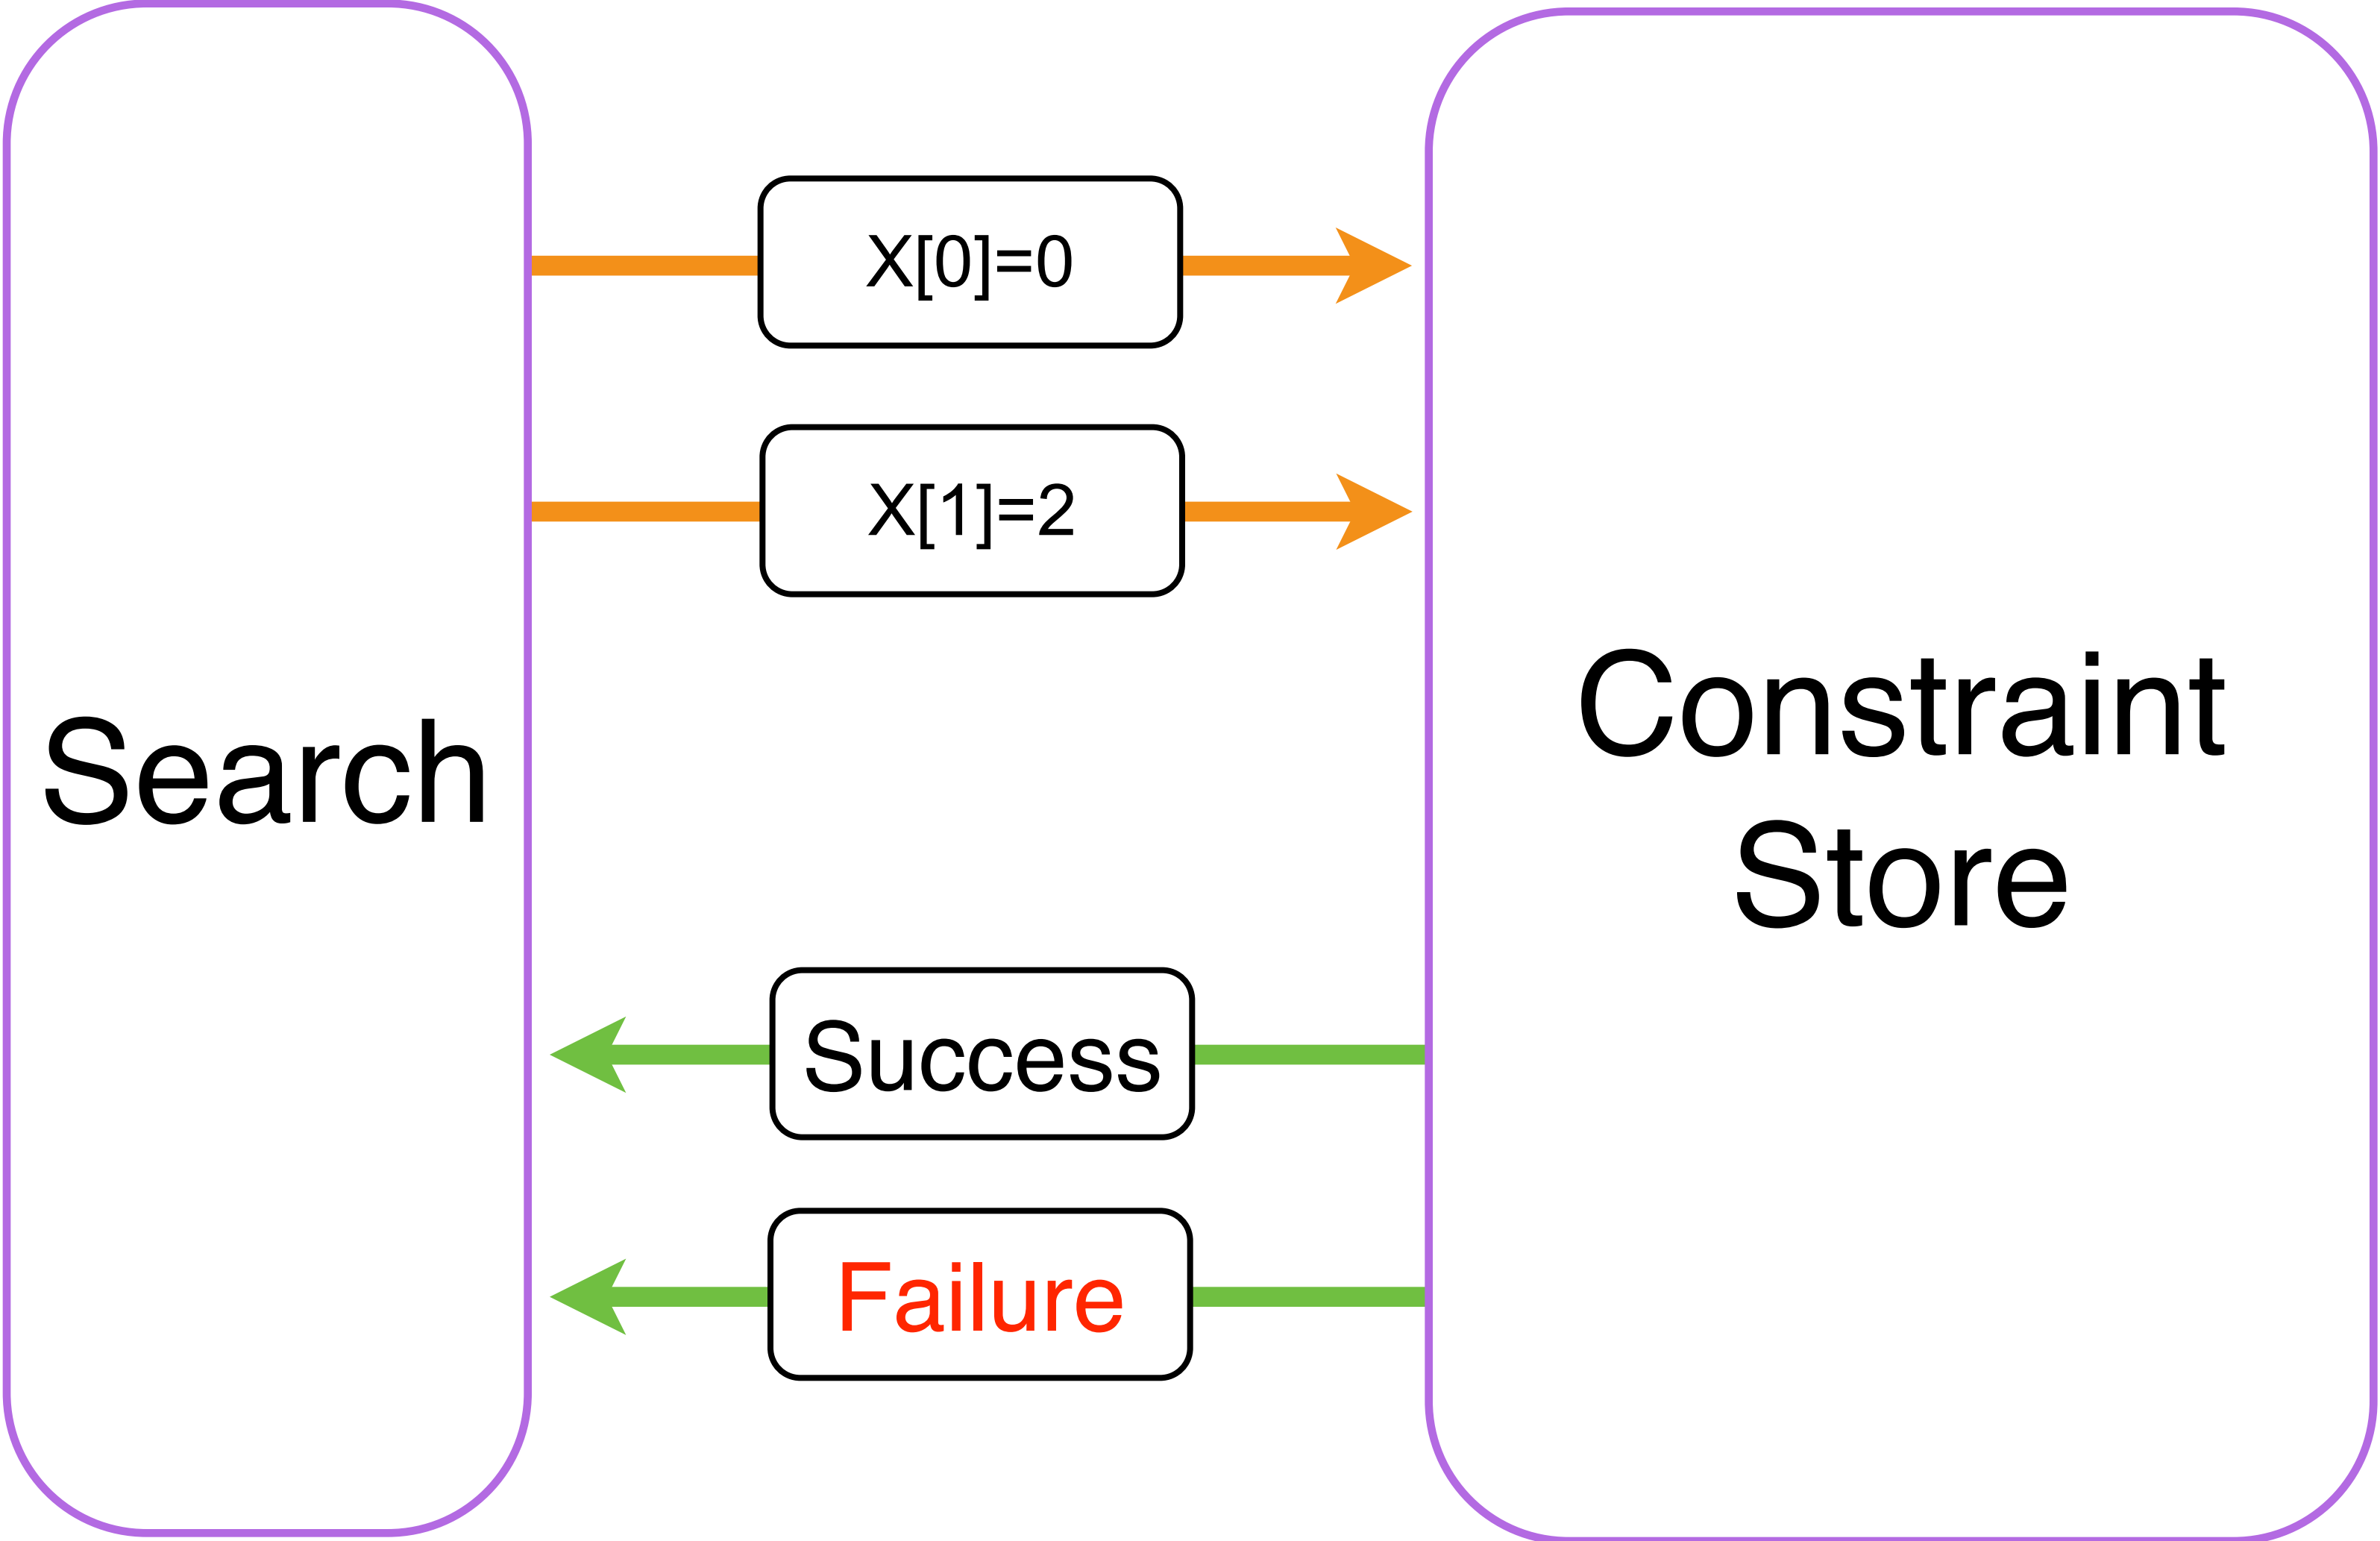 X[0]=0
X[1]=2
Search
Constraint
Store
Success
Failure